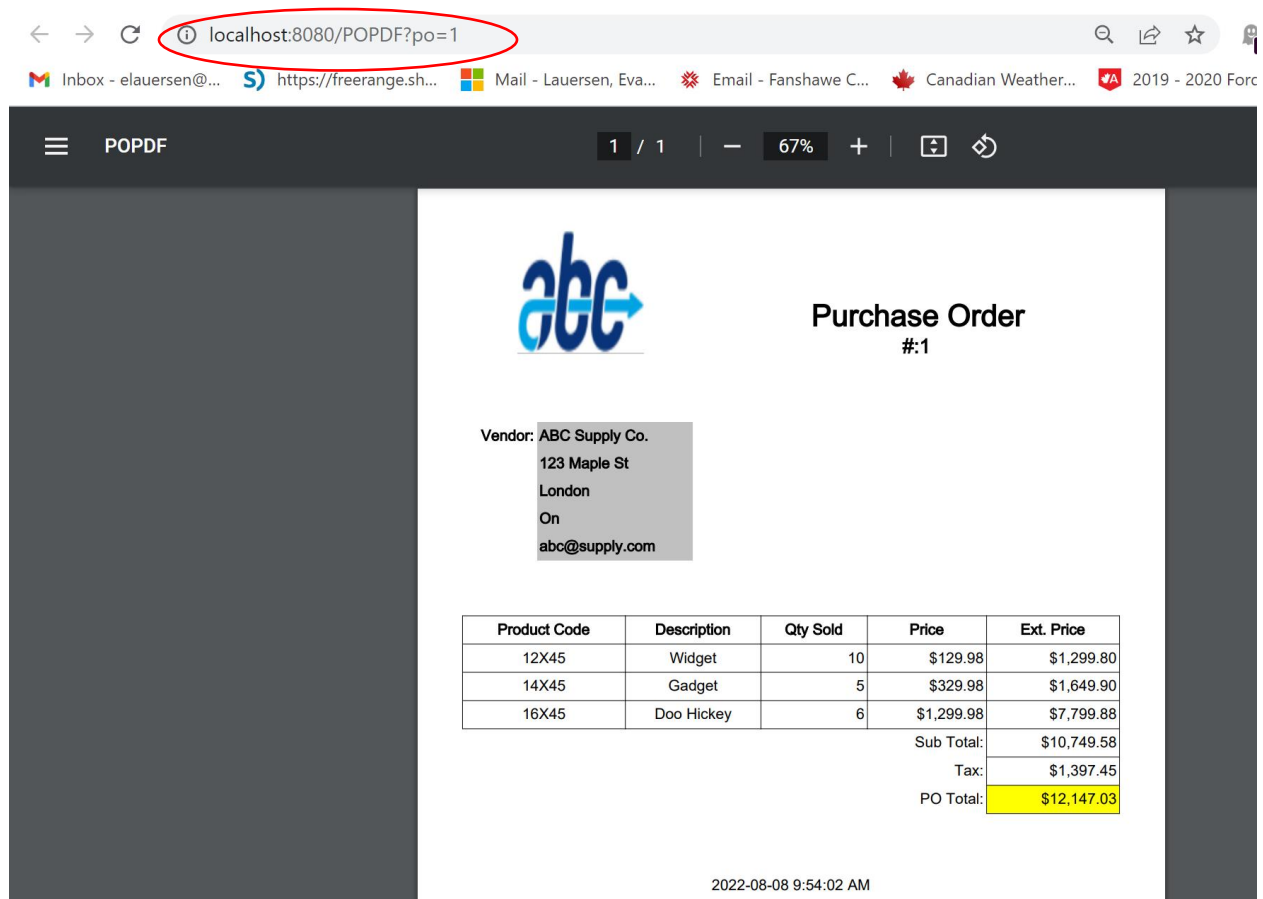 localhost:8080/POPDF?po=1
Inbox - elauersen@... S) https://freerange.sh... Mail - Lauersen, Eva... Email - Fanshawe C... Canadian Weather... VA 2019 - 2020 Ford
POPDF 1 / 1 67%
abc
Purchase Order
#:1
Vendor: ABC Supply Co.
123 Maple St
London
On
abc@supply.com
Product Code Description Qty Sold Price Ext. Price
12X45 Widget 10 $129.98 $1,299.80
14X45 Gadget 5 $329.98 $1,649.90
16X45 Doo Hickey 6 $1,299.98 $7,799.88
Sub Total: $10,749.58
Tax: $1,397.45
PO Total: $12,147.03
2022-08-08 9:54:02 AM